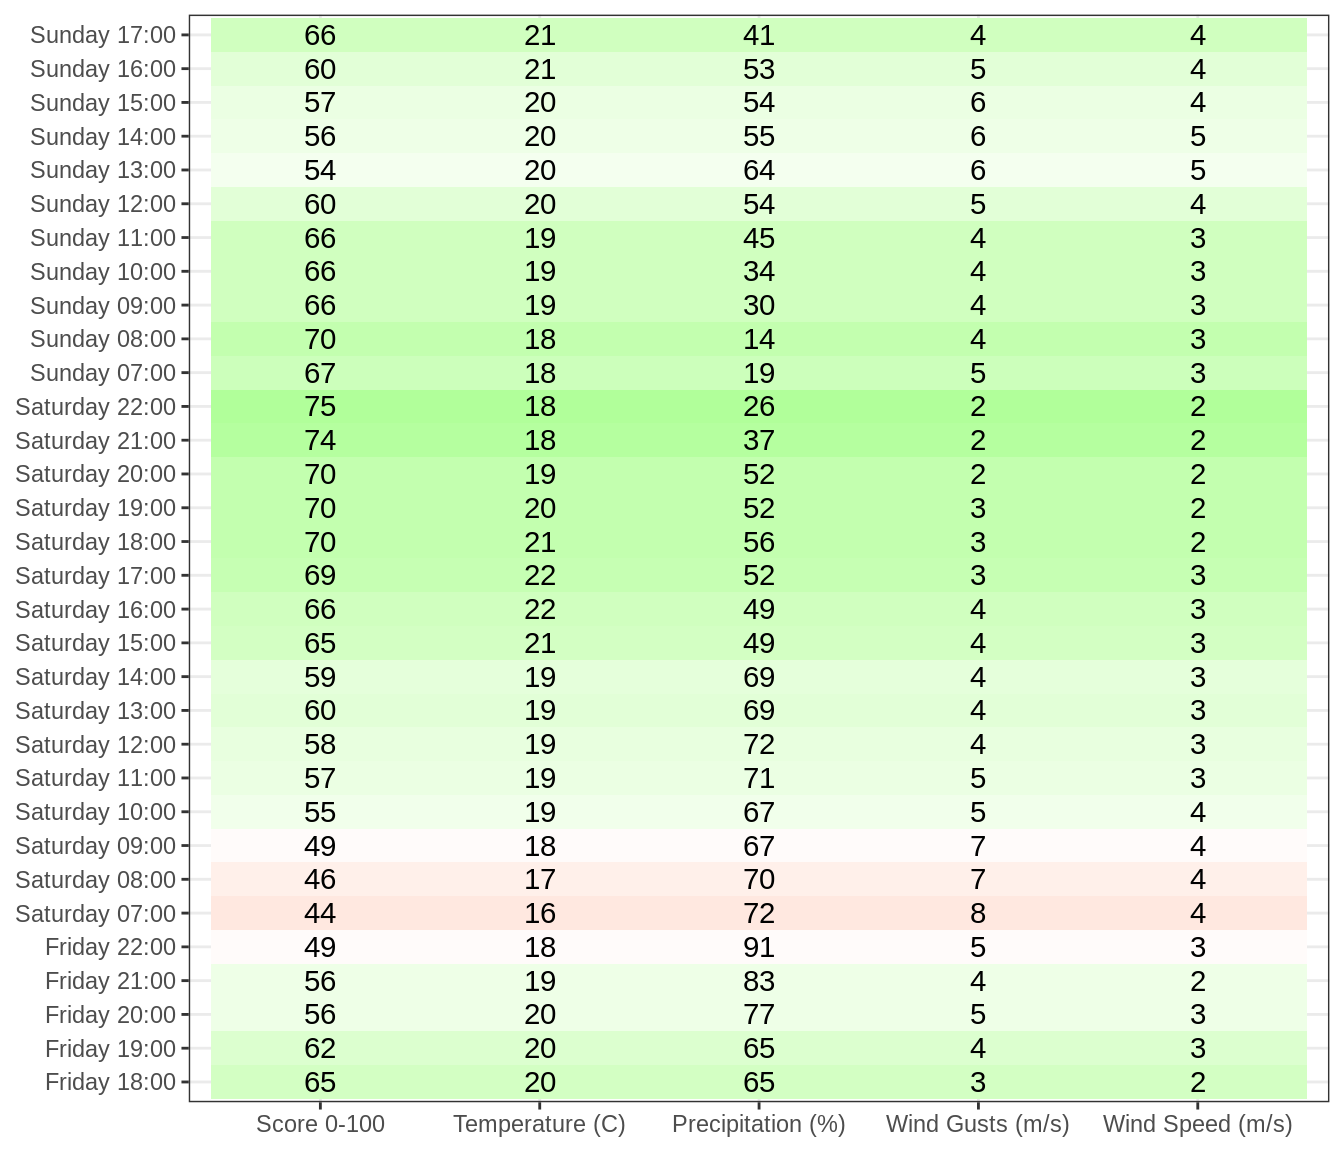 Sunday 17:00 66 21 41 4 4
Sunday 16:00 60 21 53 5 4
Sunday 15:00 57 20 54 6 4
Sunday 14:00 56 20 55 6 5
Sunday 13:00 54 20 64 6 5
Sunday 12:00 60 20 54 5 4
Sunday 11:00 66 19 45 4 3
Sunday 10:00 66 19 34 4 3
Sunday 09:00 66 19 30 4 3
Sunday 08:00 70 18 14 4 3
Sunday 07:00 67 18 19 5 3
Saturday 22:00 75 18 26 2 2
Saturday 21:00 74 18 37 2 2
Saturday 20:00 70 19 52 2 2
Saturday 19:00 70 20 52 3 2
Saturday 18:00 70 21 56 3 2
Saturday 17:00 69 22 52 3 3
Saturday 16:00 66 22 49 4 3
Saturday 15:00 65 21 49 4 3
Saturday 14:00 59 19 69 4 3
Saturday 13:00 60 19 69 4 3
Saturday 12:00 58 19 72 4 3
Saturday 11:00 57 19 71 5 3
Saturday 10:00 55 19 67 5 4
Saturday 09:00 49 18 67 7 4
Saturday 08:00 46 17 70 7 4
Saturday 07:00 44 16 72 8 4
Friday 22:00 49 18 91 5 3
Friday 21:00 56 19 83 4 2
Friday 20:00 56 20 77 5 3
Friday 19:00 62 20 65 4 3
Friday 18:00 65 20 65 3 2
Score 0-100 Temperature (C) Precipitation (%) Wind Gusts (m/s) Wind Speed (m/s)